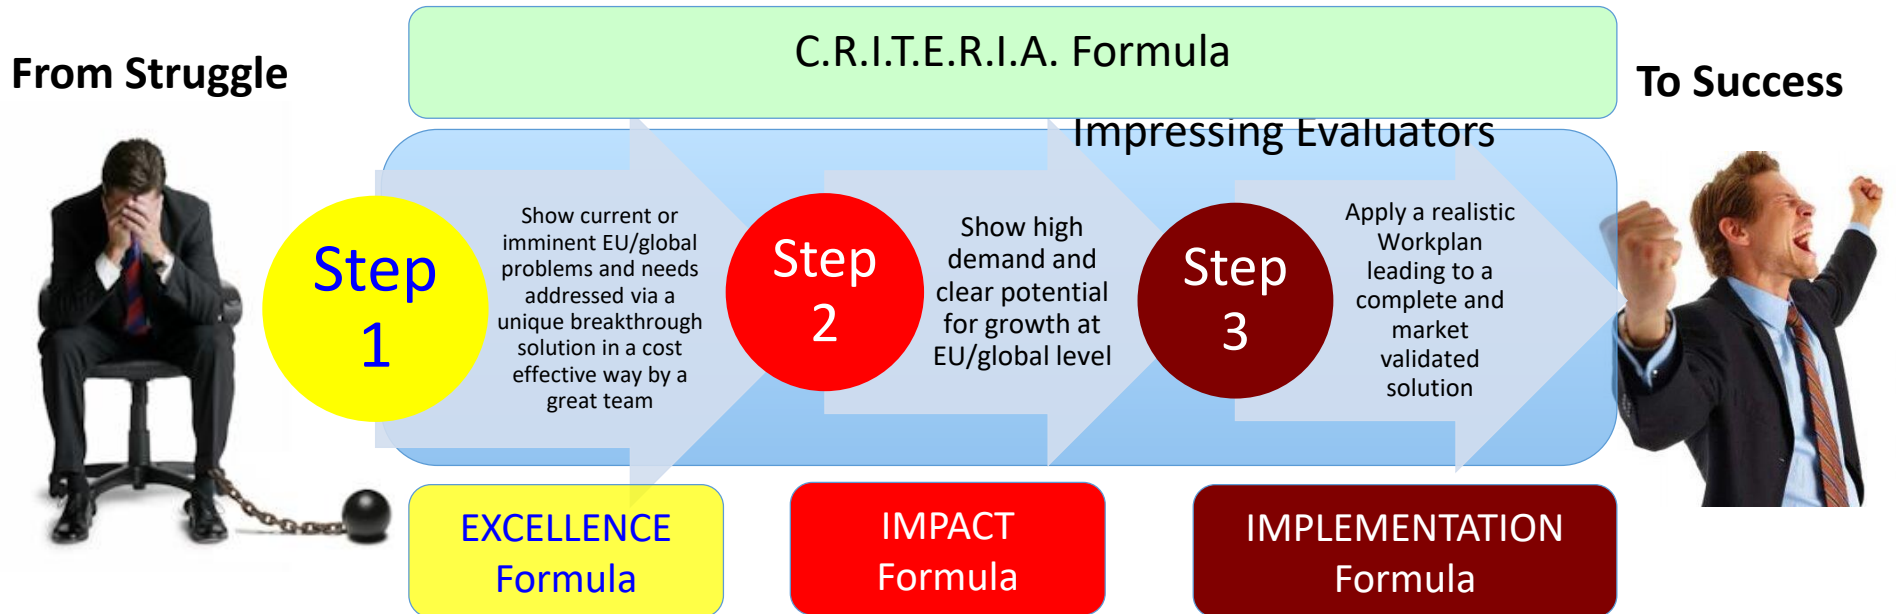 C.R.I.T.E.R.I.A. Formula
From Struggle
To Success
Impressing Evaluators
Step
1
Show current or
imminent EU/global
problems and needs
addressed via a
unique breakthrough
solution in a cost
effective way by a
great team
Step
2
Show high
demand and
clear potential
for growth at
EU/global level
Step
3
Apply a realistic
Workplan
leading to a
complete and
market
validated
solution
EXCELLENCE
Formula
IMPACT
Formula
IMPLEMENTATION
Formula